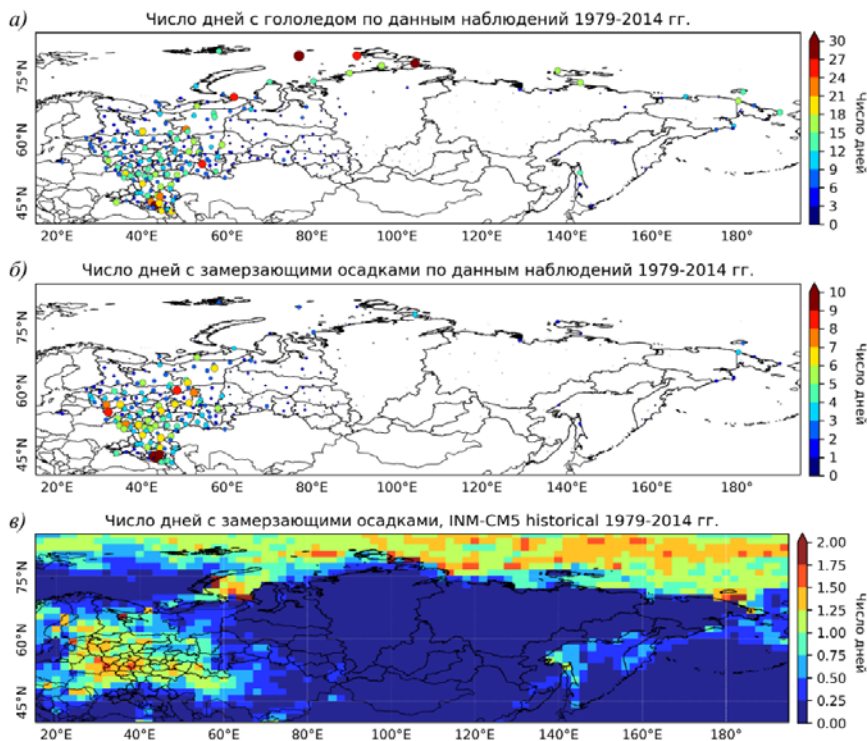 а) Число дней с гололедом по данным наблюдений 1979-2014 гг.
75°N
60°N
45°N
20°E 40°E 60°E 80°E 100°E 120°E 140°E 160°E 180°
30
27
24
21
18
15
12
9
6
3
0
Число дней
б) Число дней с замерзающими осадками по данным наблюдений 1979-2014 гг.
75°N
60°N
45°N
20°E 40°E 60°E 80°E 100°E 120°E 140°E 160°E 180°
10
9
8
7
6
5
4
3
2
1
0
Число дней
в) Число дней с замерзающими осадками, INM-CM5 historical 1979-2014 гг.
75°N
60°N
45°N
20°E 40°E 60°E 80°E 100°E 120°E 140°E 160°E 180°
2.00
1.75
1.50
1.25
1.00
0.75
0.50
0.25
0.00
Число дней